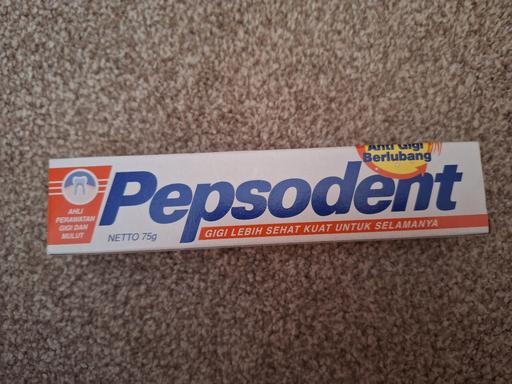 Anti Gigi
Berlubang
Pepsodent
AHLI
PERAWATAN
GIGI DAN
MULUT
NETTO 75g
GIGI LEBIH SEHAT KUAT UNTUK SELAMANYA